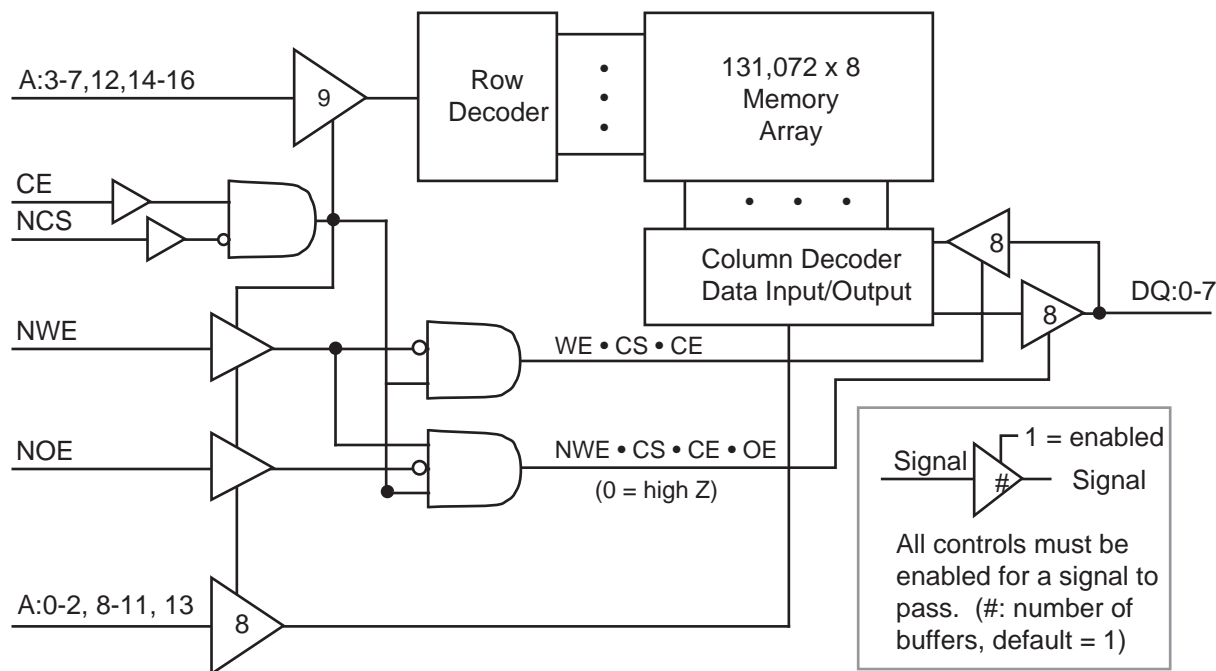 A:3-7,12,14-16
9
Row
Decoder
•
•
•
131,072 x 8
Memory
Array
CE
NCS
• • •
Column Decoder
Data Input/Output
8
8
DQ:0-7
NWE
WE • CS • CE
NOE
NWE • CS • CE • OE
(0 = high Z)
A:0-2, 8-11, 13
8
1 = enabled
Signal
#
Signal
All controls must be
enabled for a signal to
pass. (#: number of
buffers, default = 1)